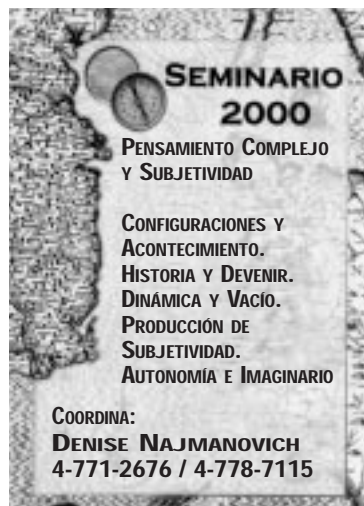 SEMINARIO
2000
PENSAMIENTO COMPLEJO
Y SUBJETIVIDAD
CONFIGURACIONES Y
ACONTECIMIENTO.
HISTORIA Y DEVENIR.
DINÁMICA Y VACÍO.
PRODUCCIÓN DE
SUBJETIVIDAD.
AUTONOMÍA E IMAGINARIO
COORDINA:
DENISE NAJMANOVICH
4-771-2676 / 4-778-7115